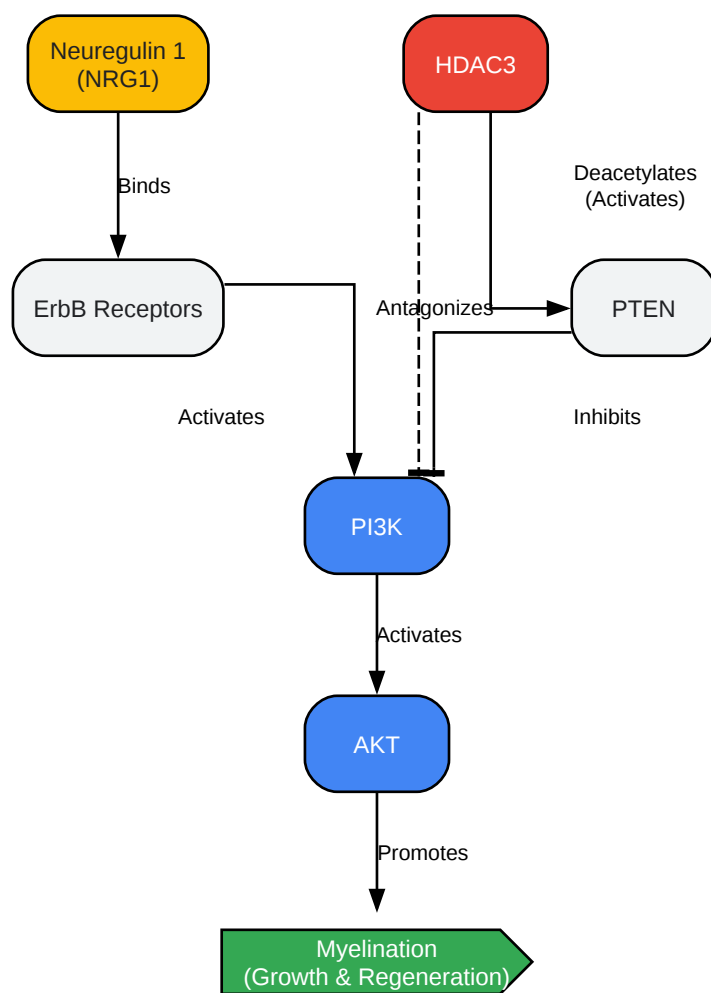 Neuregulin 1
(NRG1)
HDAC3
Binds
Deacetylates
(Activates)
ErbB Receptors
Antagonizes
PTEN
Activates
Inhibits
PI3K
Activates
AKT
Promotes
Myelination
(Growth & Regeneration)